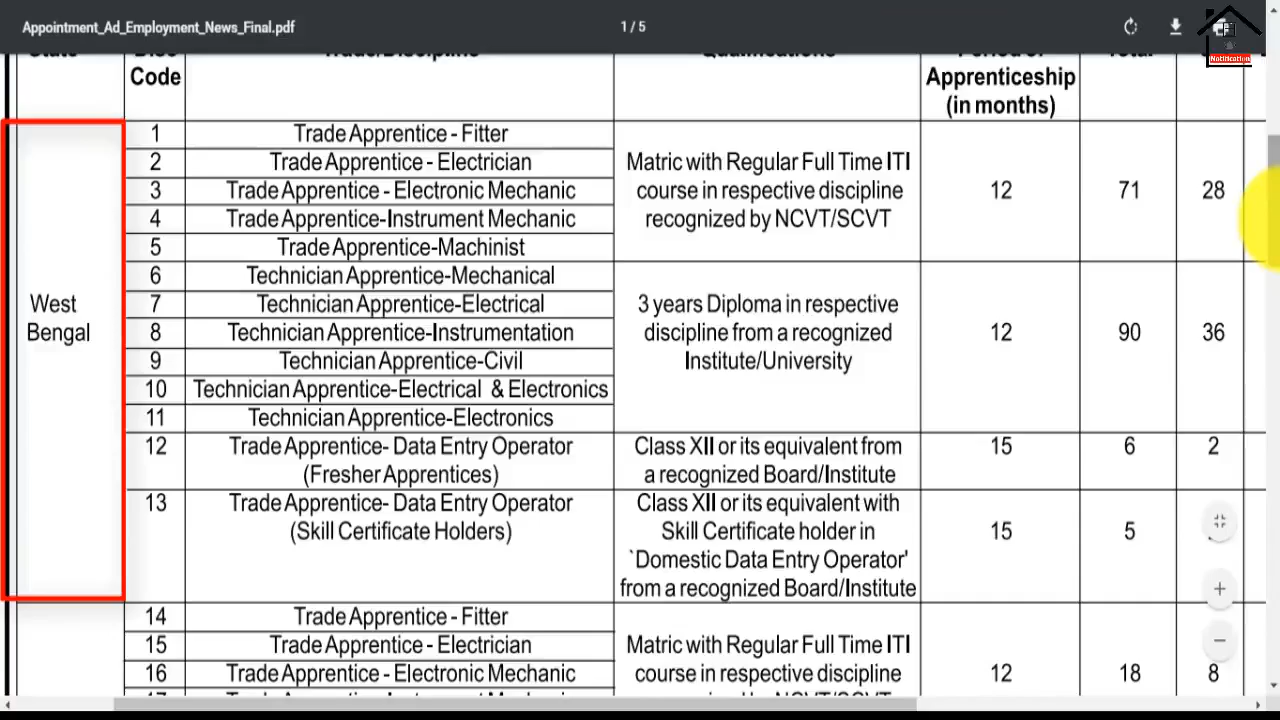 Appointment_Ad_Employment_News_Final.pdf
1 / 5
Notification
State
Code
Trade/Discipline
Qualifications
Period of
Apprenticeship
(in months)
Total
1 Trade Apprentice - Fitter
2 Trade Apprentice - Electrician
3 Trade Apprentice - Electronic Mechanic
4 Trade Apprentice-Instrument Mechanic
5 Trade Apprentice-Machinist
Matric with Regular Full Time ITI
course in respective discipline
recognized by NCVT/SCVT
12 71 28
West
Bengal
6 Technician Apprentice-Mechanical
7 Technician Apprentice-Electrical
8 Technician Apprentice-Instrumentation
9 Technician Apprentice-Civil
10 Technician Apprentice-Electrical & Electronics
11 Technician Apprentice-Electronics
3 years Diploma in respective
discipline from a recognized
Institute/University
12 90 36
12 Trade Apprentice- Data Entry Operator
(Fresher Apprentices)
Class XII or its equivalent from
a recognized Board/Institute
15 6 2
13 Trade Apprentice- Data Entry Operator
(Skill Certificate Holders)
Class XII or its equivalent with
Skill Certificate holder in
`Domestic Data Entry Operator'
from a recognized Board/Institute
15 5
14 Trade Apprentice - Fitter
15 Trade Apprentice - Electrician
16 Trade Apprentice - Electronic Mechanic
Matric with Regular Full Time ITI
course in respective discipline
12 18 8